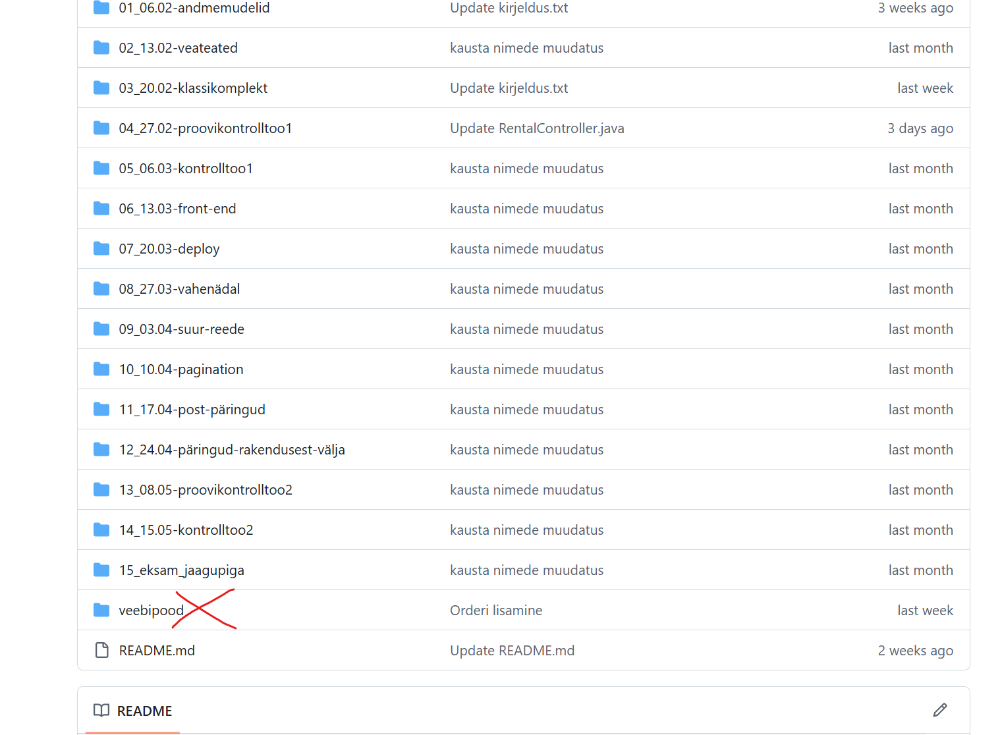 01_06.02-andmemudelid Update kirjeldus.txt 3 weeks ago
02_13.02-veateated kausta nimede muudatus last month
03_20.02-klassikomplekt Update kirjeldus.txt last week
04_27.02-proovikontrolltoo1 Update RentalController.java 3 days ago
05_06.03-kontrolltoo1 kausta nimede muudatus last month
06_13.03-front-end kausta nimede muudatus last month
07_20.03-deploy kausta nimede muudatus last month
08_27.03-vahenädal kausta nimede muudatus last month
09_03.04-suur-reede kausta nimede muudatus last month
10_10.04-pagination kausta nimede muudatus last month
11_17.04-post-päringud kausta nimede muudatus last month
12_24.04-päringud-rakendusest-välja kausta nimede muudatus last month
13_08.05-proovikontrolltoo2 kausta nimede muudatus last month
14_15.05-kontrolltoo2 kausta nimede muudatus last month
15_eksam_jaagupiga kausta nimede muudatus last month
veebipood Orderi lisamine last week
README.md Update README.md 2 weeks ago
README